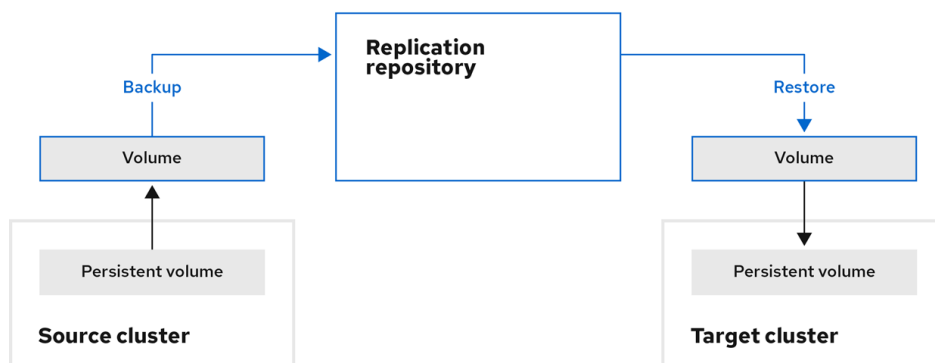 Replication
repository
Backup
Restore
Volume
Volume
Persistent volume
Persistent volume
Source cluster
Target cluster